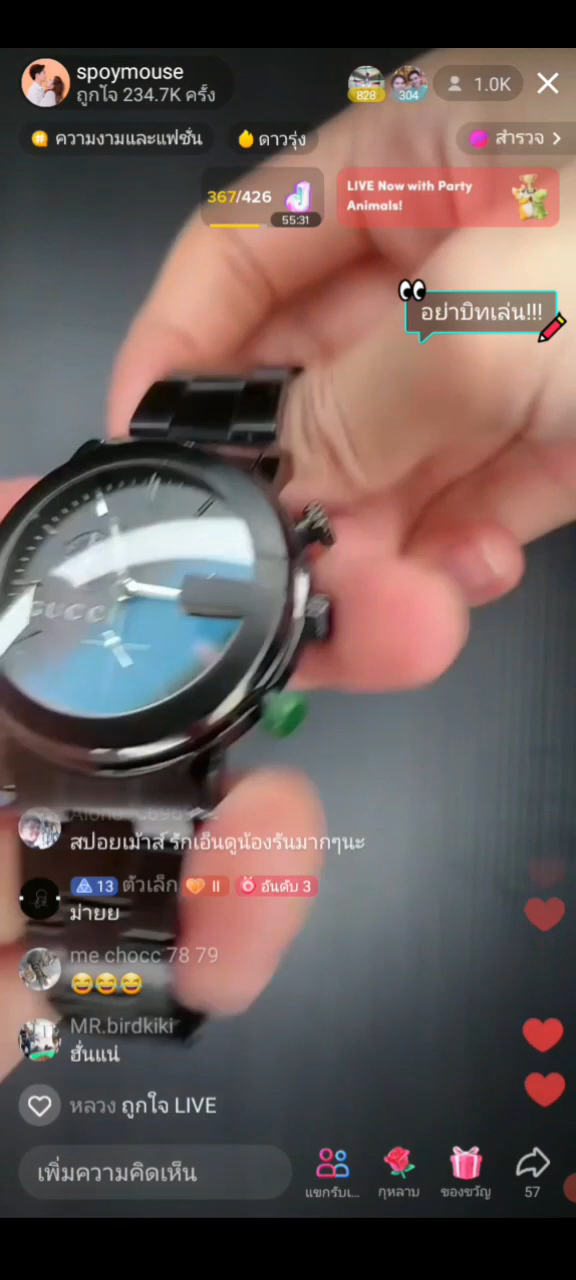 spoymouse
ถูกใจ 234.7K ครั้ง
828
304
1.0K
ความงามและแฟชั่น
ดาวรุ่ง
สำรวจ
367/426
55:31
LIVE Now with Party
Animals!
อย่าบิทเล่น!!!
GUCCI
สปอยเม้าส์ รักเอ็นดูน้องรันมากๆนะ
13 ตัวเล็ก II อันดับ 3
ม่ายย
me chocc 78 79
MR.birdkiki
ฮั่นแน่
หลวง ถูกใจ LIVE
เพิ่มความคิดเห็น
แขกรับเ...
กุหลาบ
ของขวัญ
57